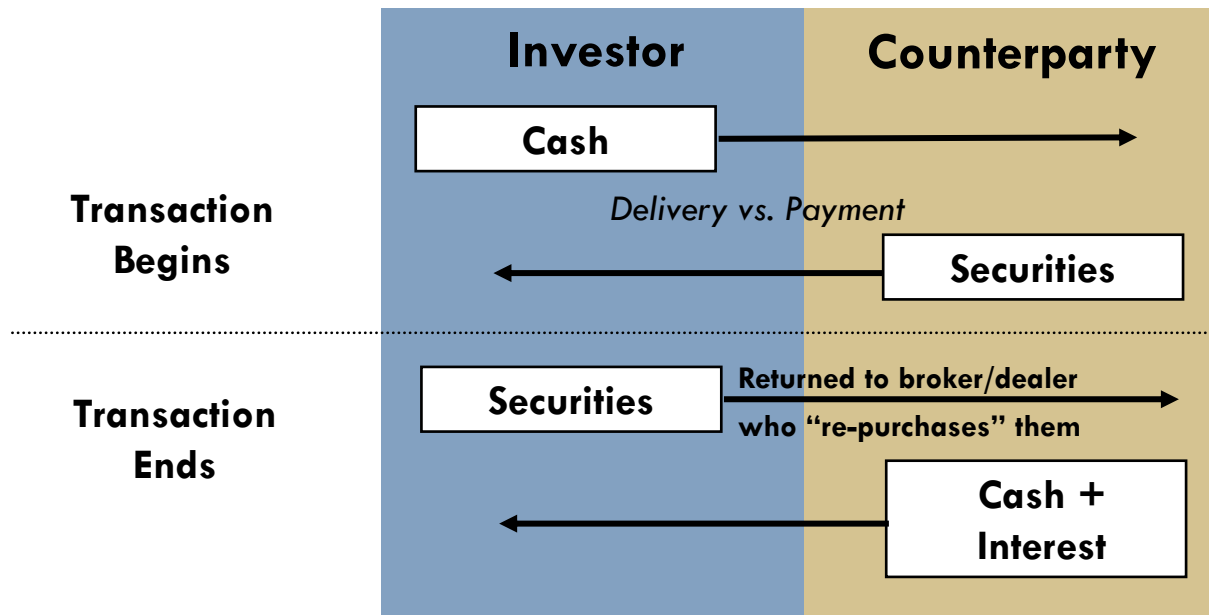 Investor
Counterparty
Cash
Transaction
Begins
Delivery vs. Payment
Securities
Transaction
Ends
Securities
Returned to broker/dealer
who “re-purchases” them
Cash +
Interest